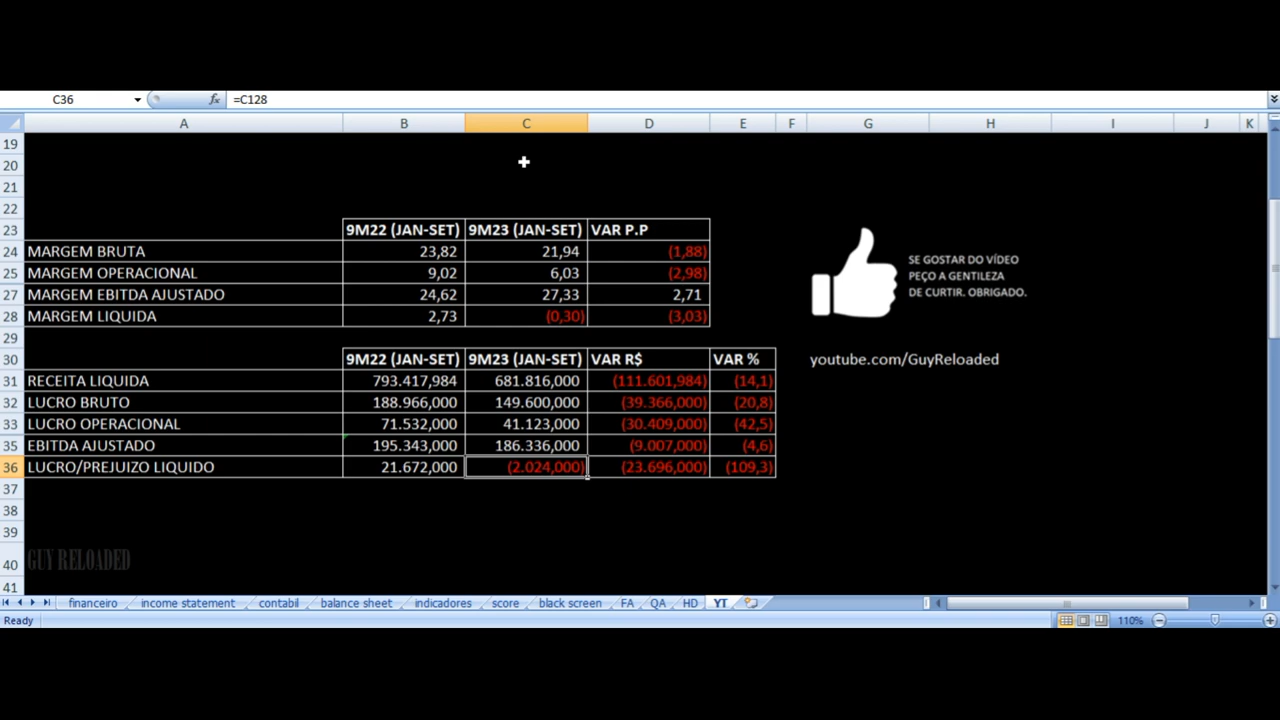 C36 fx =C128
A B C D E F G H I J K
19
20
21
22
23 9M22 (JAN-SET) 9M23 (JAN-SET) VAR P.P
24 MARGEM BRUTA 23,82 21,94 (1,88)
25 MARGEM OPERACIONAL 9,02 6,03 (2,98)
27 MARGEM EBITDA AJUSTADO 24,62 27,33 2,71
28 MARGEM LIQUIDA 2,73 (0,30) (3,03)
29
30 9M22 (JAN-SET) 9M23 (JAN-SET) VAR R$ VAR %
31 RECEITA LIQUIDA 793.417,984 681.816,000 (111.601,984) (14,1)
32 LUCRO BRUTO 188.966,000 149.600,000 (39.366,000) (20,8)
33 LUCRO OPERACIONAL 71.532,000 41.123,000 (30.409,000) (42,5)
35 EBITDA AJUSTADO 195.343,000 186.336,000 (9.007,000) (4,6)
36 LUCRO/PREJUIZO LIQUIDO 21.672,000 (2.024,000) (23.696,000) (109,3)
37
38
39
40 GUY RELOADED
41
SE GOSTAR DO VÍDEO
PEÇO A GENTILEZA
DE CURTIR. OBRIGADO.
youtube.com/GuyReloaded
financeiro income statement contabil balance sheet indicadores score black screen FA QA HD YT
Ready 110%